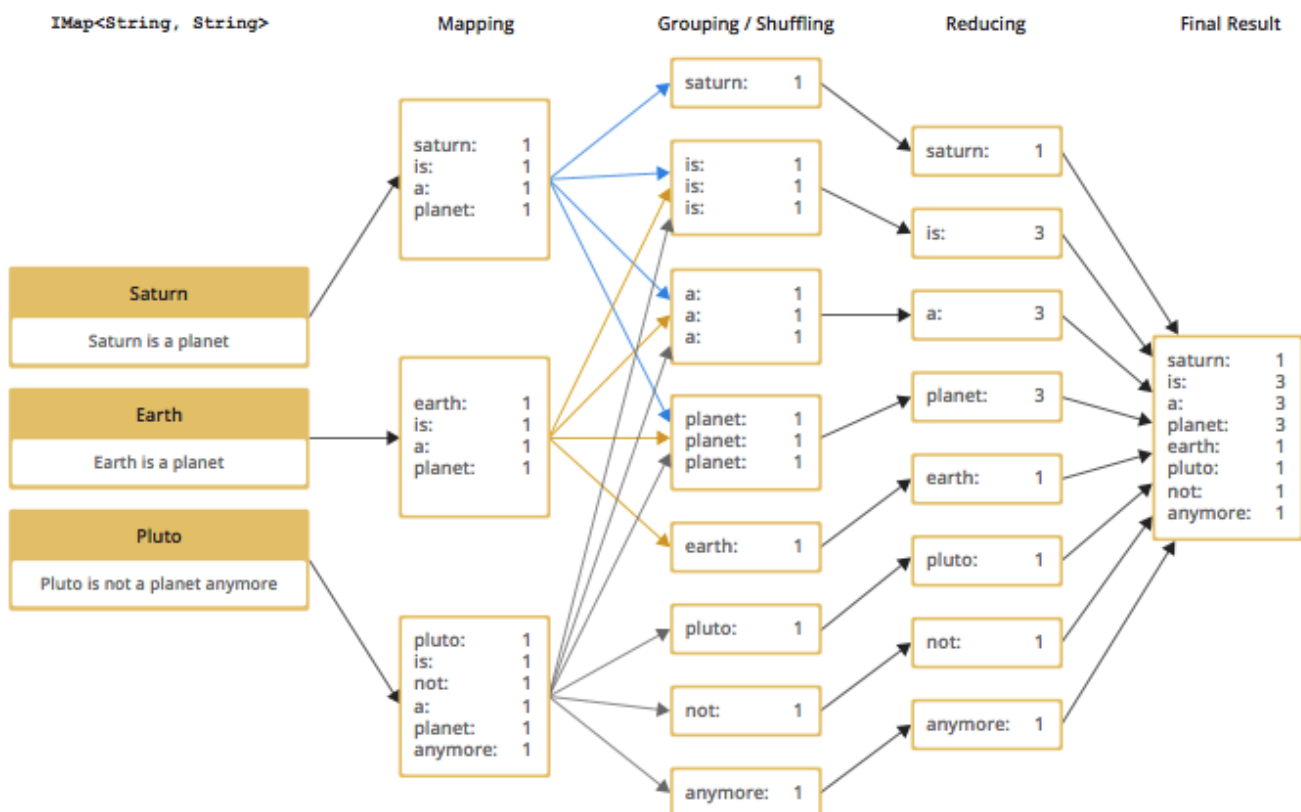 IMap<String, String>
Mapping
Grouping / Shuffling
Reducing
Final Result
Saturn
Saturn is a planet
Earth
Earth is a planet
Pluto
Pluto is not a planet anymore
saturn: 1
is: 1
a: 1
planet: 1
earth: 1
is: 1
a: 1
planet: 1
pluto: 1
is: 1
not: 1
a: 1
planet: 1
anymore: 1
saturn: 1
is: 1
is: 1
is: 1
a: 1
a: 1
a: 1
planet: 1
planet: 1
planet: 1
earth: 1
pluto: 1
not: 1
anymore: 1
saturn: 1
is: 3
a: 3
planet: 3
earth: 1
pluto: 1
not: 1
anymore: 1
saturn: 1
is: 3
a: 3
planet: 3
earth: 1
pluto: 1
not: 1
anymore: 1